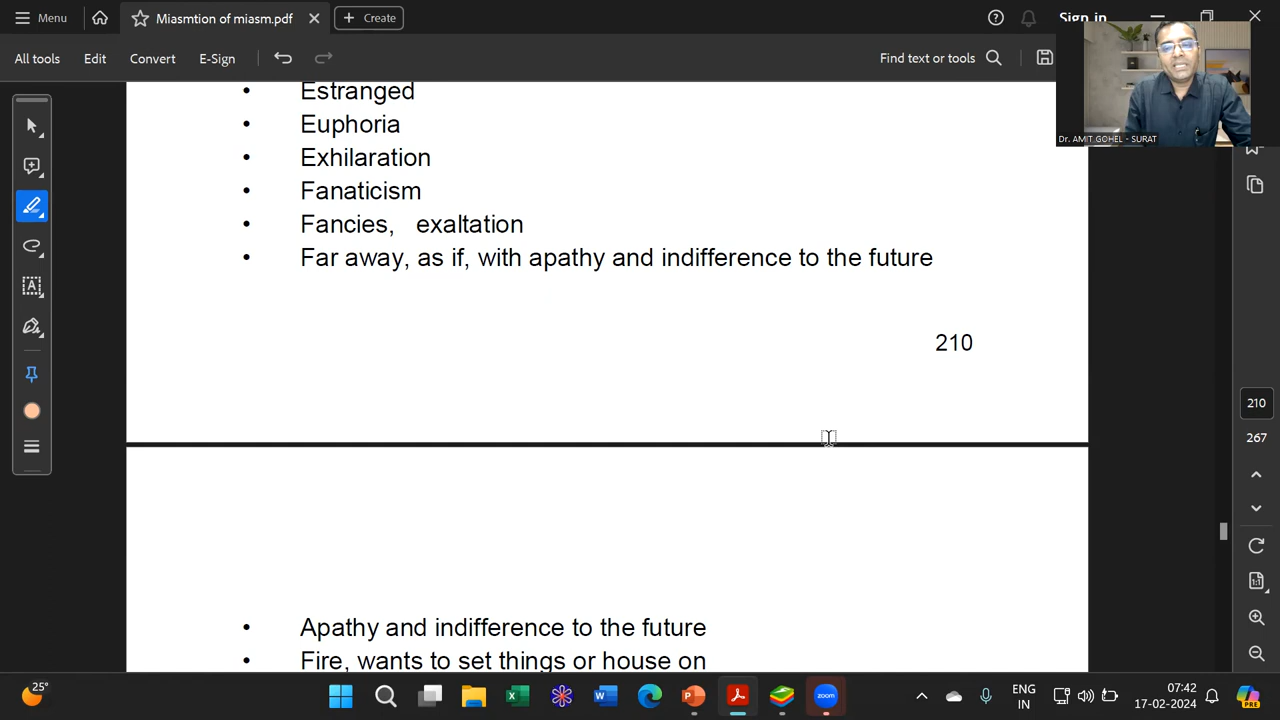 Menu
Miasmtion of miasm.pdf
Create
Sign in
All tools
Edit
Convert
E-Sign
Find text or tools
Dr. AMIT GOHEL - SURAT
• Estranged
• Euphoria
• Exhilaration
• Fanaticism
• Fancies, exaltation
• Far away, as if, with apathy and indifference to the future
210
210
267
• Apathy and indifference to the future
• Fire, wants to set things or house on
25°
ENG
IN
07:42
17-02-2024
PRE